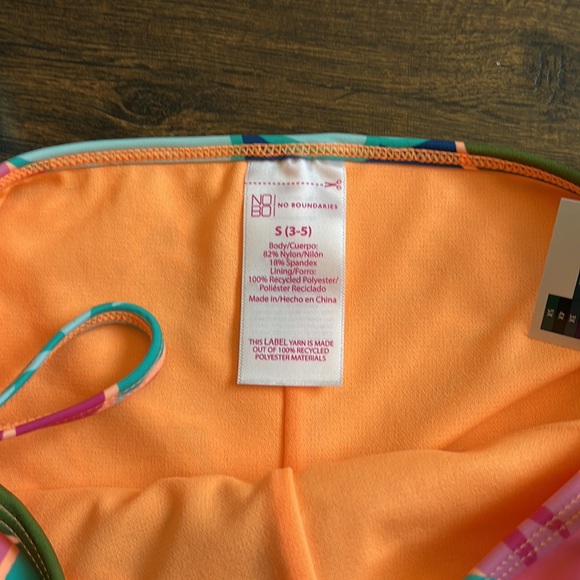 NO
BO
NO BOUNDARIES
S (3-5)
Body/Cuerpo:
82% Nylon/Nilón
18% Spandex
Lining/Forro:
100% Recycled Polyester/
Poliéster Reciclado
Made in/Hecho en China
THIS LABEL YARN IS MADE
OUT OF 100% RECYCLED
POLYESTER MATERIALS